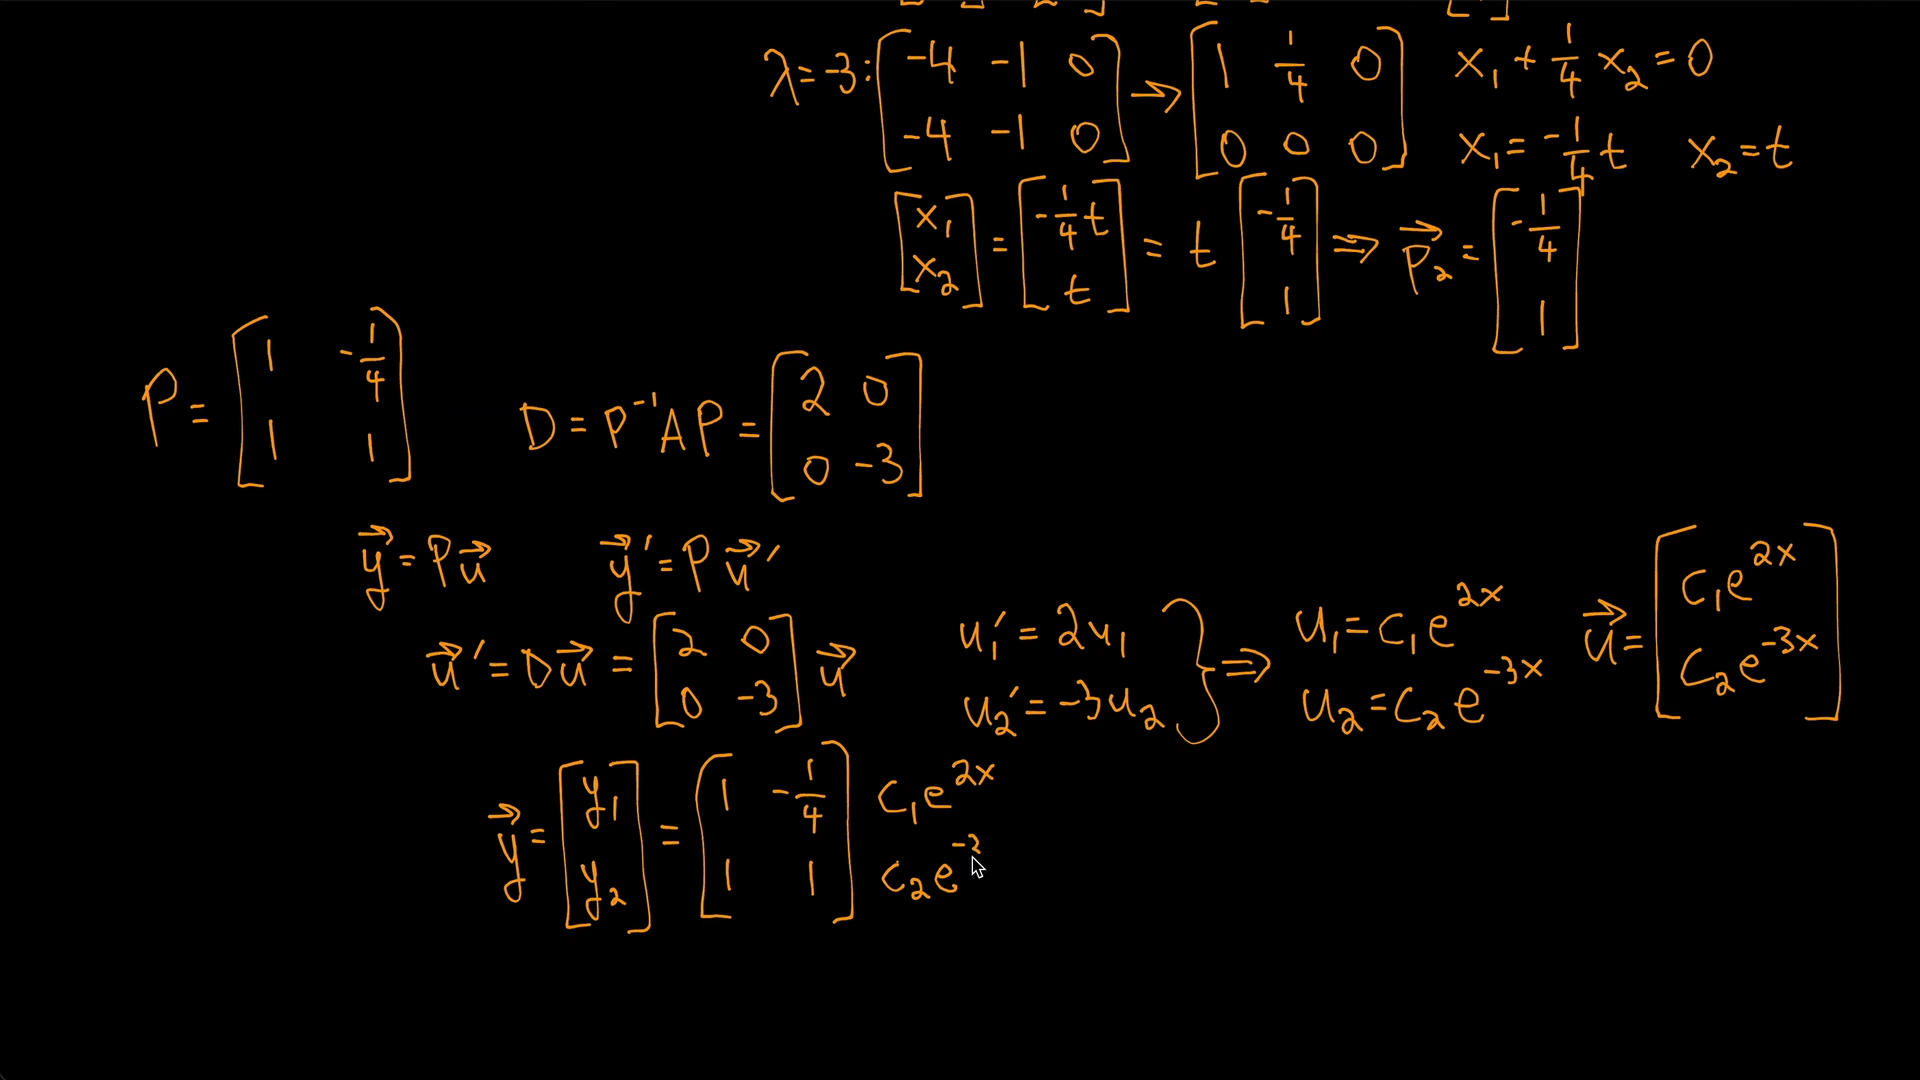 λ = -3: [ -4 -1 0 ; -4 -1 0 ] → [ 1 1/4 0 ; 0 0 0 ] x₁ + 1/4 x₂ = 0
x₁ = -1/4 t x₂ = t
[ x₁ ; x₂ ] = [ -1/4 t ; t ] = t [ -1/4 ; 1 ] ⇒ p⃗₂ = [ -1/4 ; 1 ]
P = [ 1 -1/4 ; 1 1 ] D = P⁻¹AP = [ 2 0 ; 0 -3 ]
y⃗ = Pu⃗ y⃗′ = Pu⃗′
u⃗′ = Du⃗ = [ 2 0 ; 0 -3 ] u⃗ u₁′ = 2u₁ u₂′ = -3u₂ } ⇒ u₁ = c₁e^2x u₂ = c₂e^-3x u⃗ = [ c₁e^2x ; c₂e^-3x ]
y⃗ = [ y₁ ; y₂ ] = [ 1 -1/4 ; 1 1 ] c₁e^2x c₂e^-3